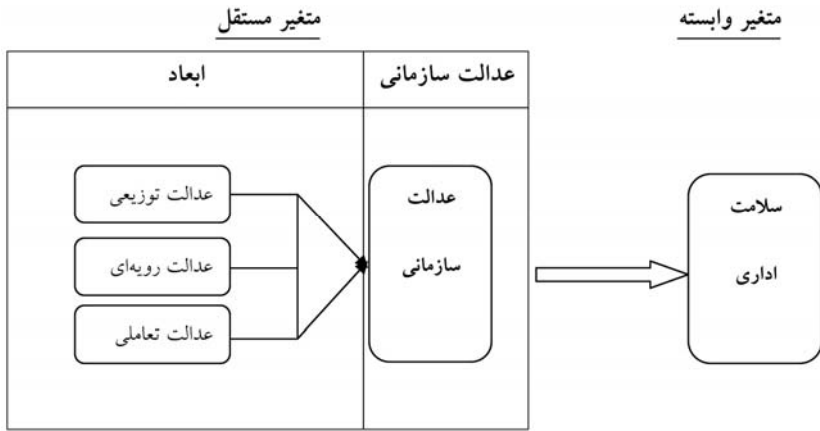 متغیر وابسته
متغیر مستقل
عدالت سازمانی
ابعاد
سلامت
اداری
عدالت
سازمانی
عدالت توزیعی
عدالت رویه‌ای
عدالت تعاملی